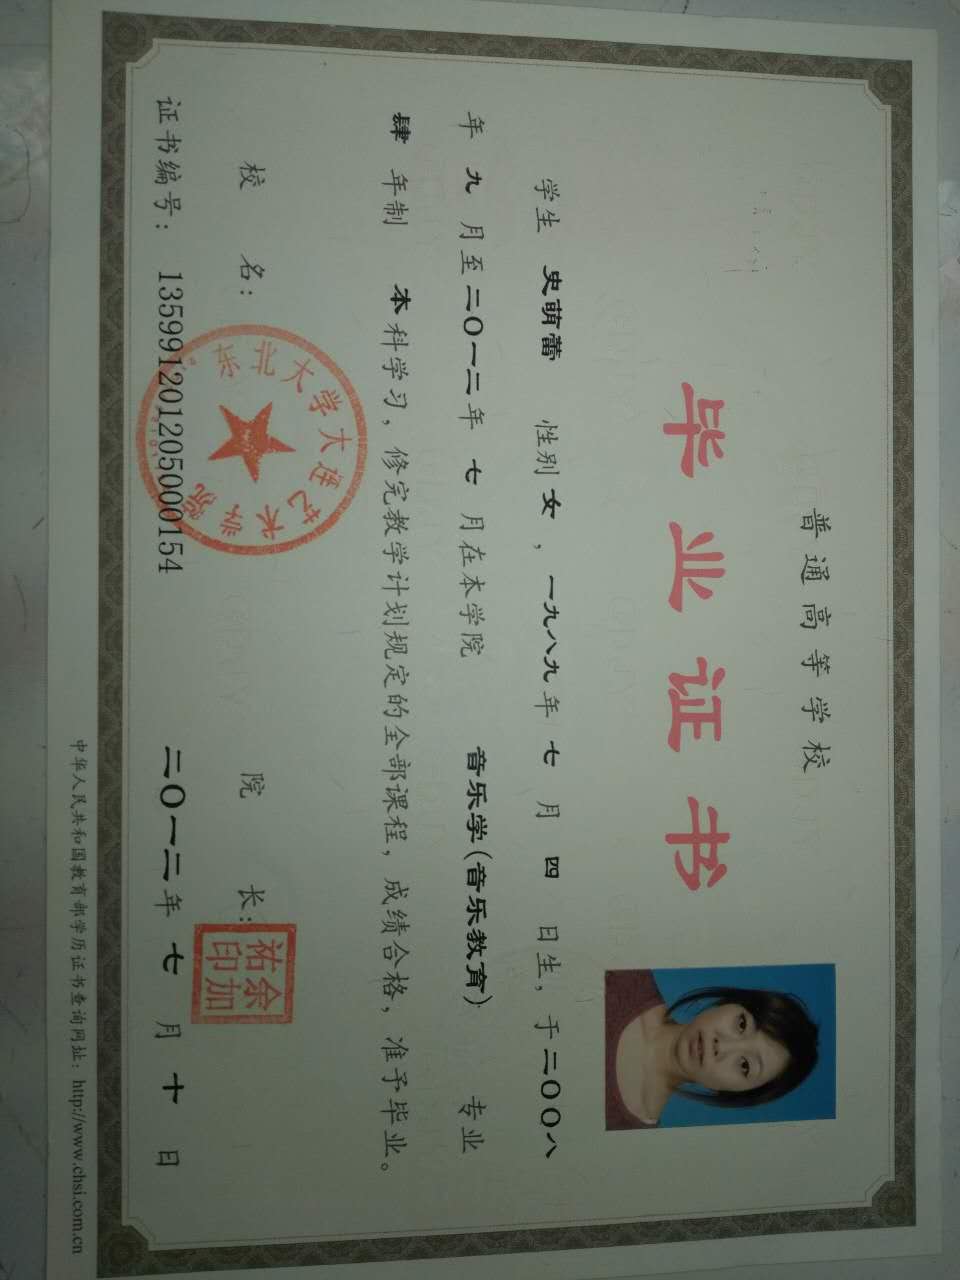 普通高等学校
毕业证书
学生 史萌蕾 性别 女，一九八九年 七 月 四 日生，于二〇〇八
年 九 月至二〇一二年 七 月在本学院 音乐学(音乐教育) 专业
肆 年制 本科学习，修完教学计划规定的全部课程，成绩合格，准予毕业。
校 名： 院 长：
东北大学大连艺术学院
余加祐印
证书编号： 135991201205000154 二〇一二年 七 月 十 日
中华人民共和国教育部学历证书查询网址：http://www.chsi.com.cn